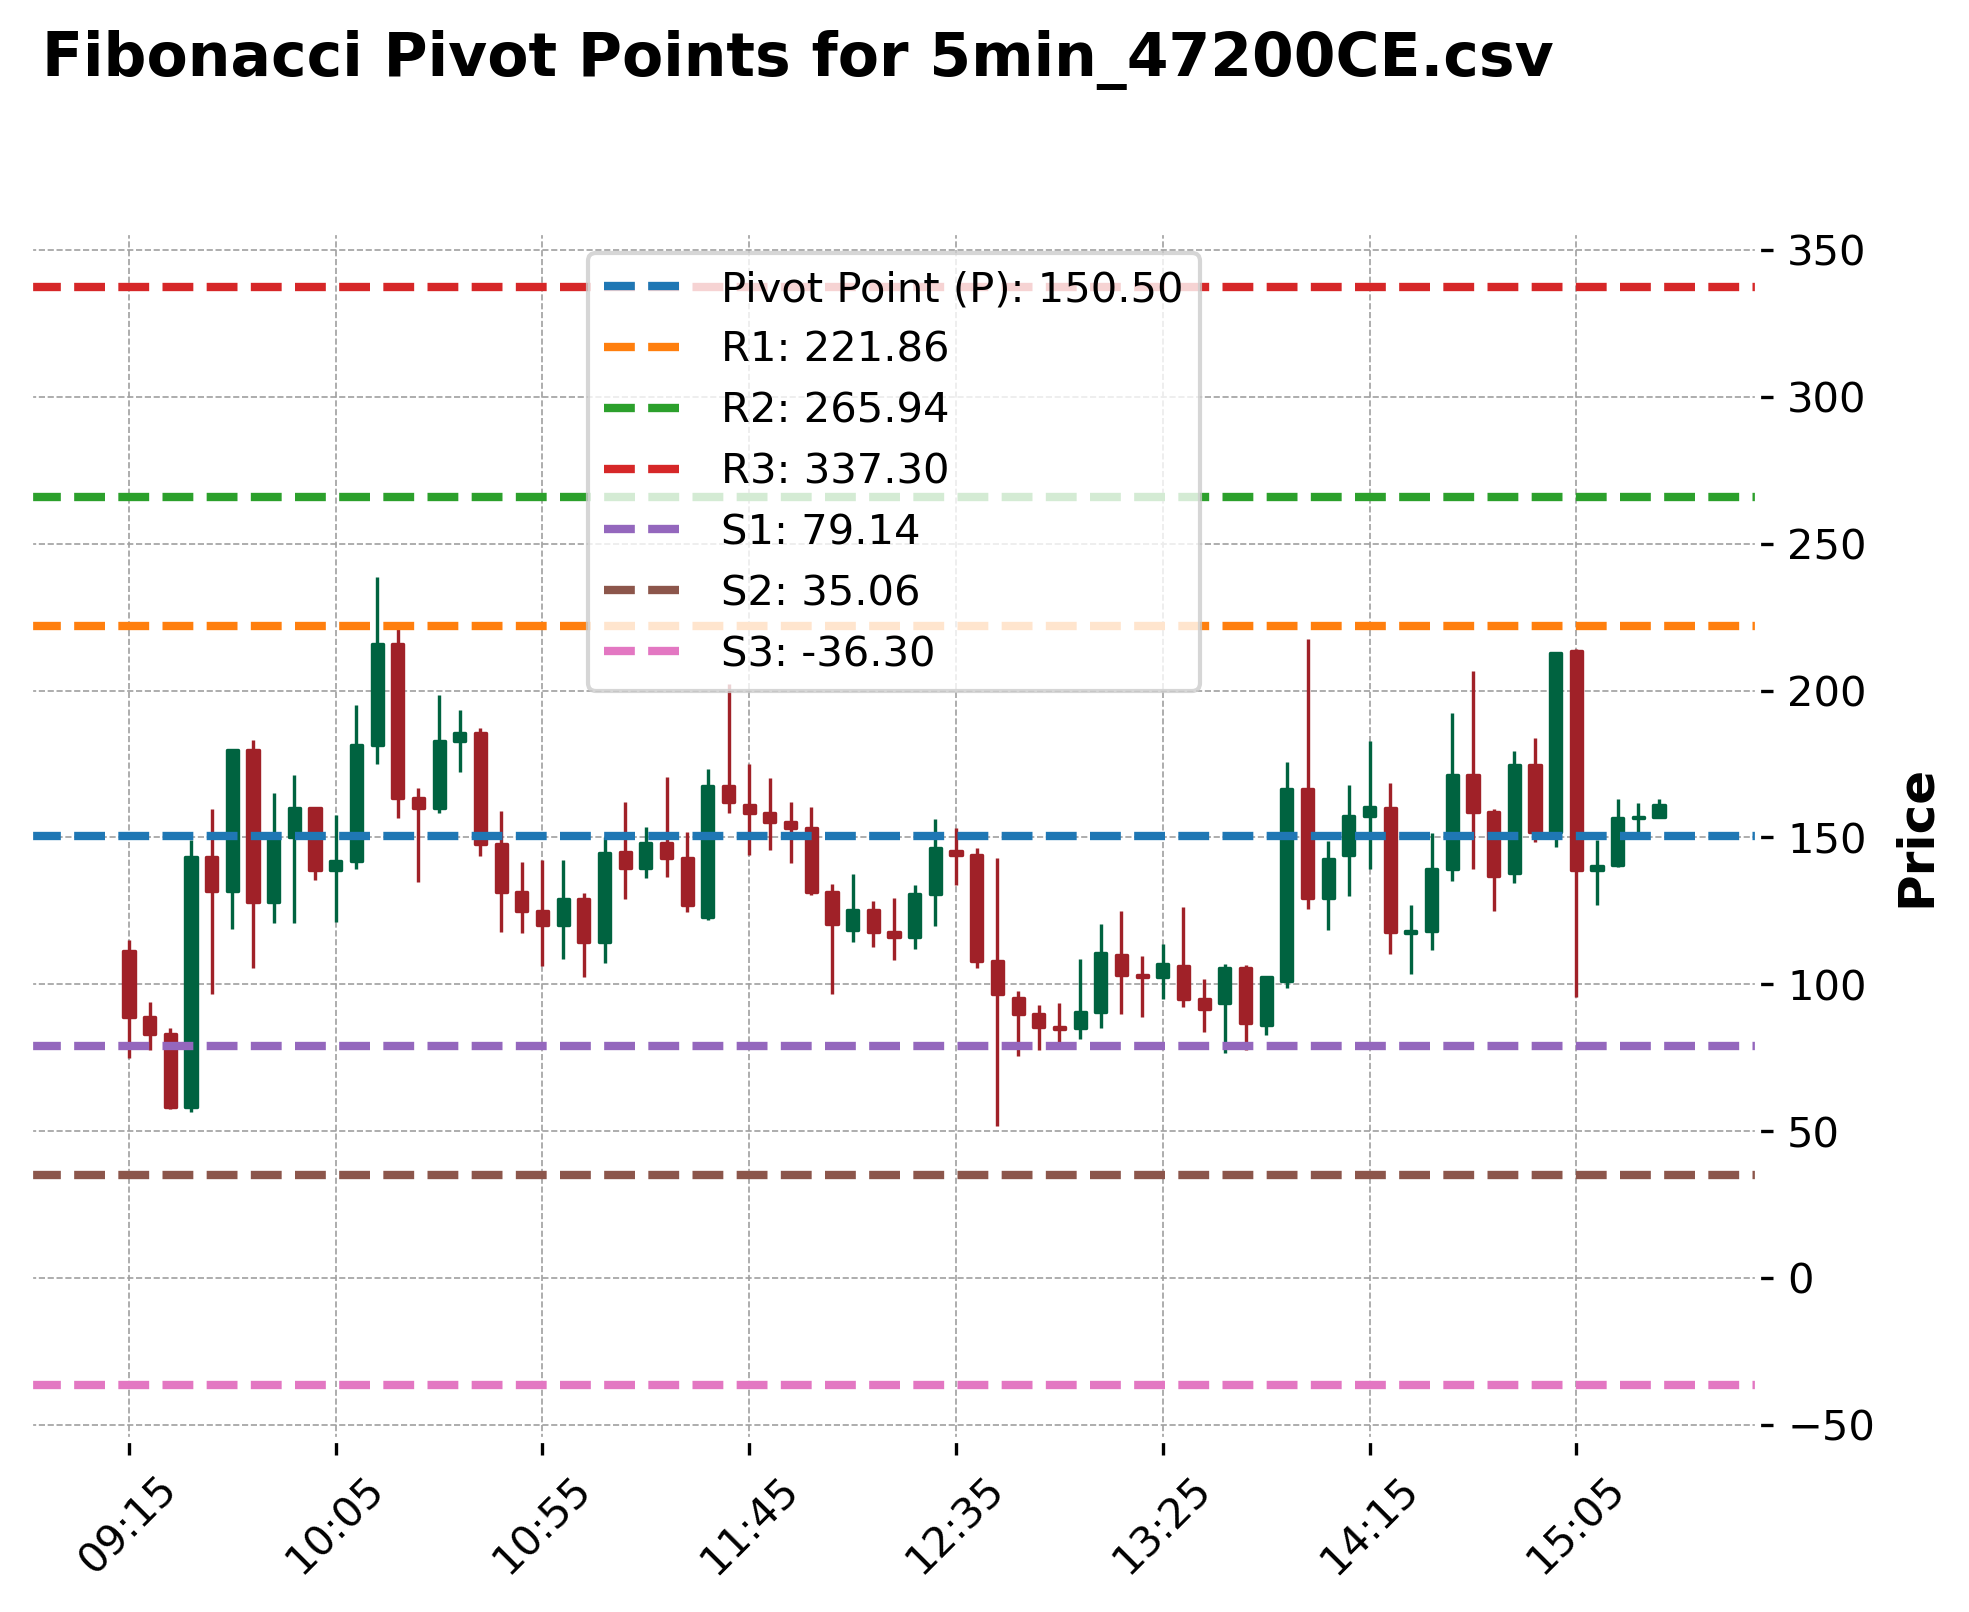 Fibonacci Pivot Points for 5min_47200CE.csv
Pivot Point (P): 150.50
R1: 221.86
R2: 265.94
R3: 337.30
S1: 79.14
S2: 35.06
S3: -36.30
350
300
250
200
150
100
50
0
−50
Price
09:15
10:05
10:55
11:45
12:35
13:25
14:15
15:05